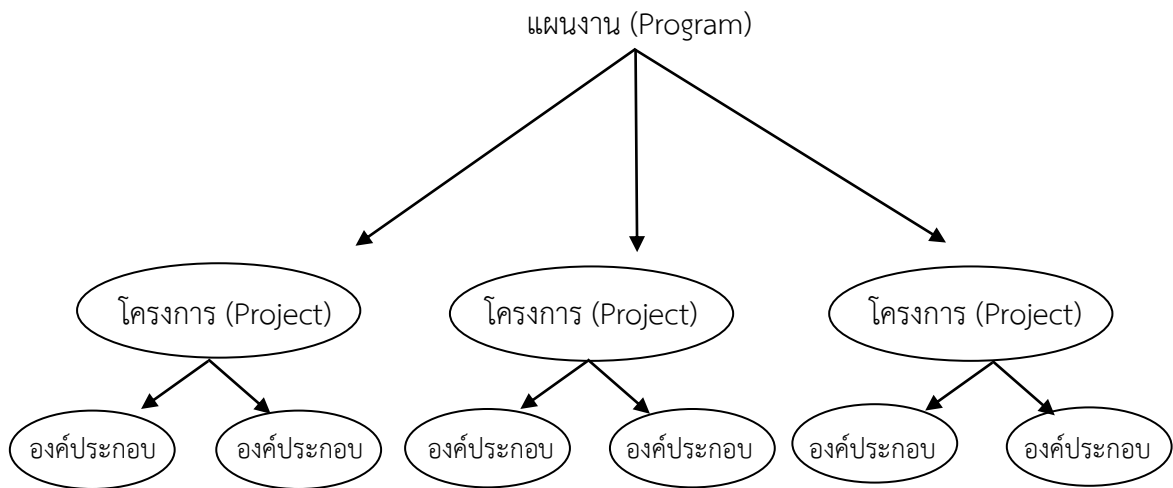 แผนงาน (Program)
โครงการ (Project)
โครงการ (Project)
โครงการ (Project)
องค์ประกอบ
องค์ประกอบ
องค์ประกอบ
องค์ประกอบ
องค์ประกอบ
องค์ประกอบ